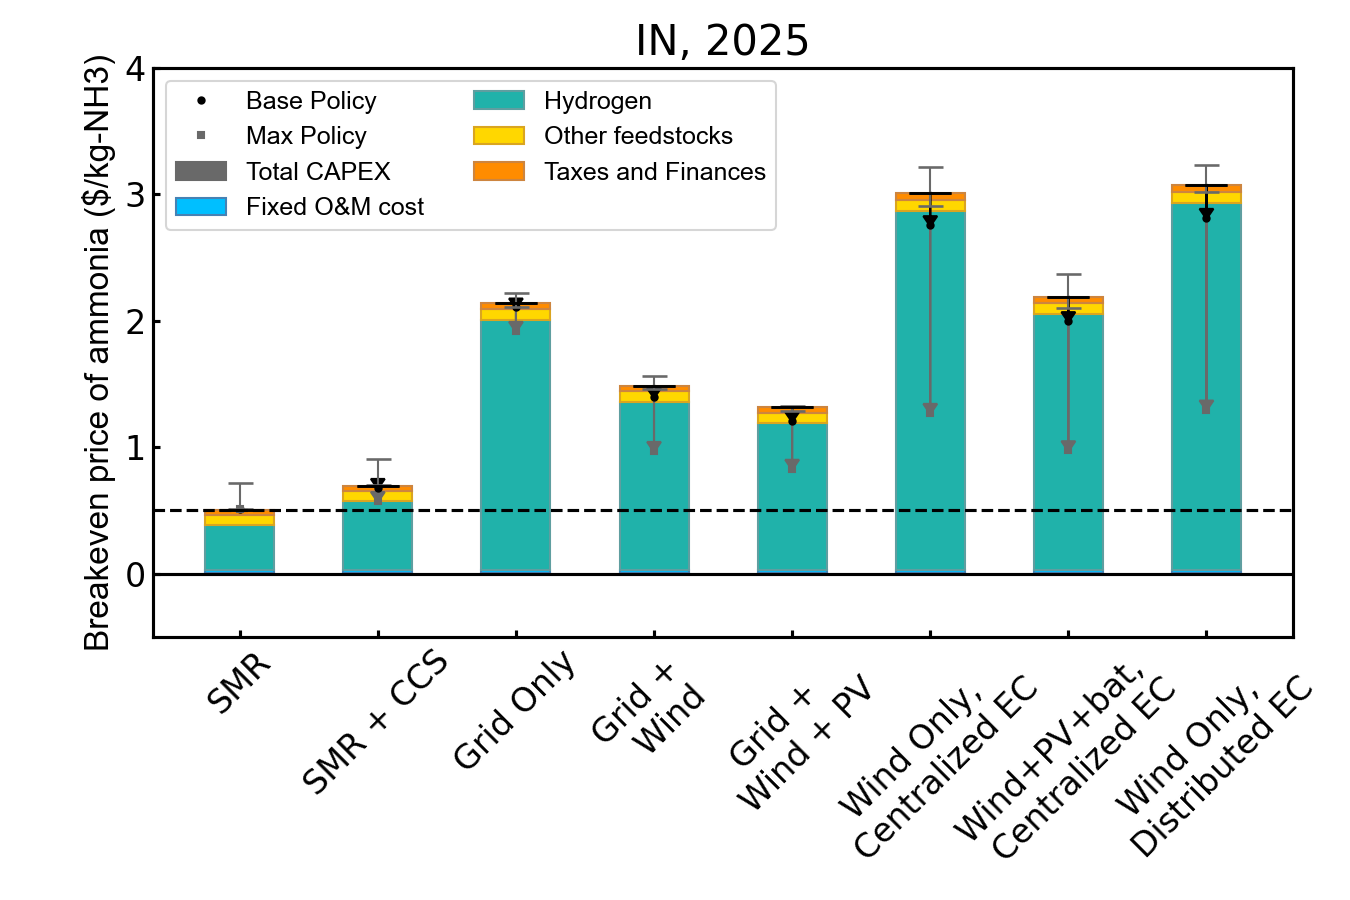 IN, 2025
Breakeven price of ammonia ($/kg-NH3)
4
3
2
1
0
Base Policy
Max Policy
Total CAPEX
Fixed O&M cost
Hydrogen
Other feedstocks
Taxes and Finances
SMR
SMR + CCS
Grid Only
Grid +
Wind
Grid +
Wind + PV
Wind Only,
Centralized EC
Wind+PV+bat,
Centralized EC
Wind Only,
Distributed EC